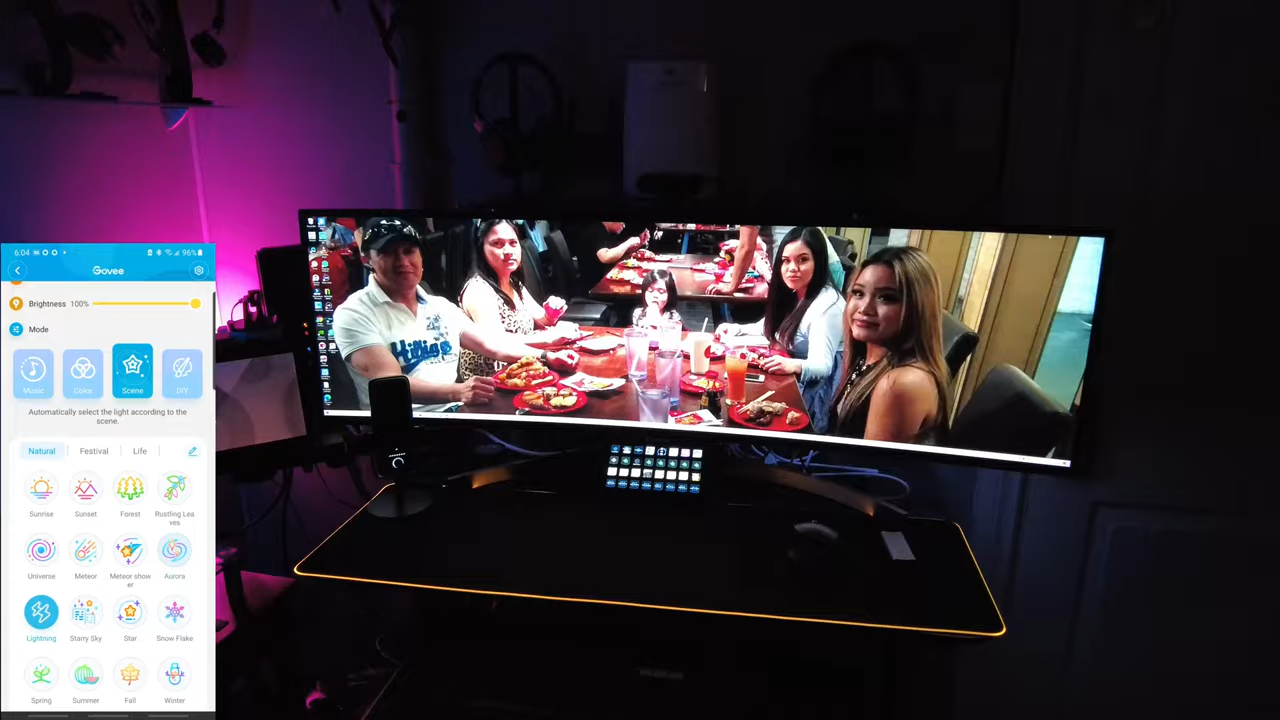 6:04
96%
Govee
Brightness 100%
Mode
Music
Color
Scene
DIY
Automatically select the light according to the
scene.
Natural
Festival
Life
Sunrise
Sunset
Forest
Rustling Lea
ves
Universe
Meteor
Meteor show
er
Aurora
Lightning
Starry Sky
Star
Snow Flake
Spring
Summer
Fall
Winter